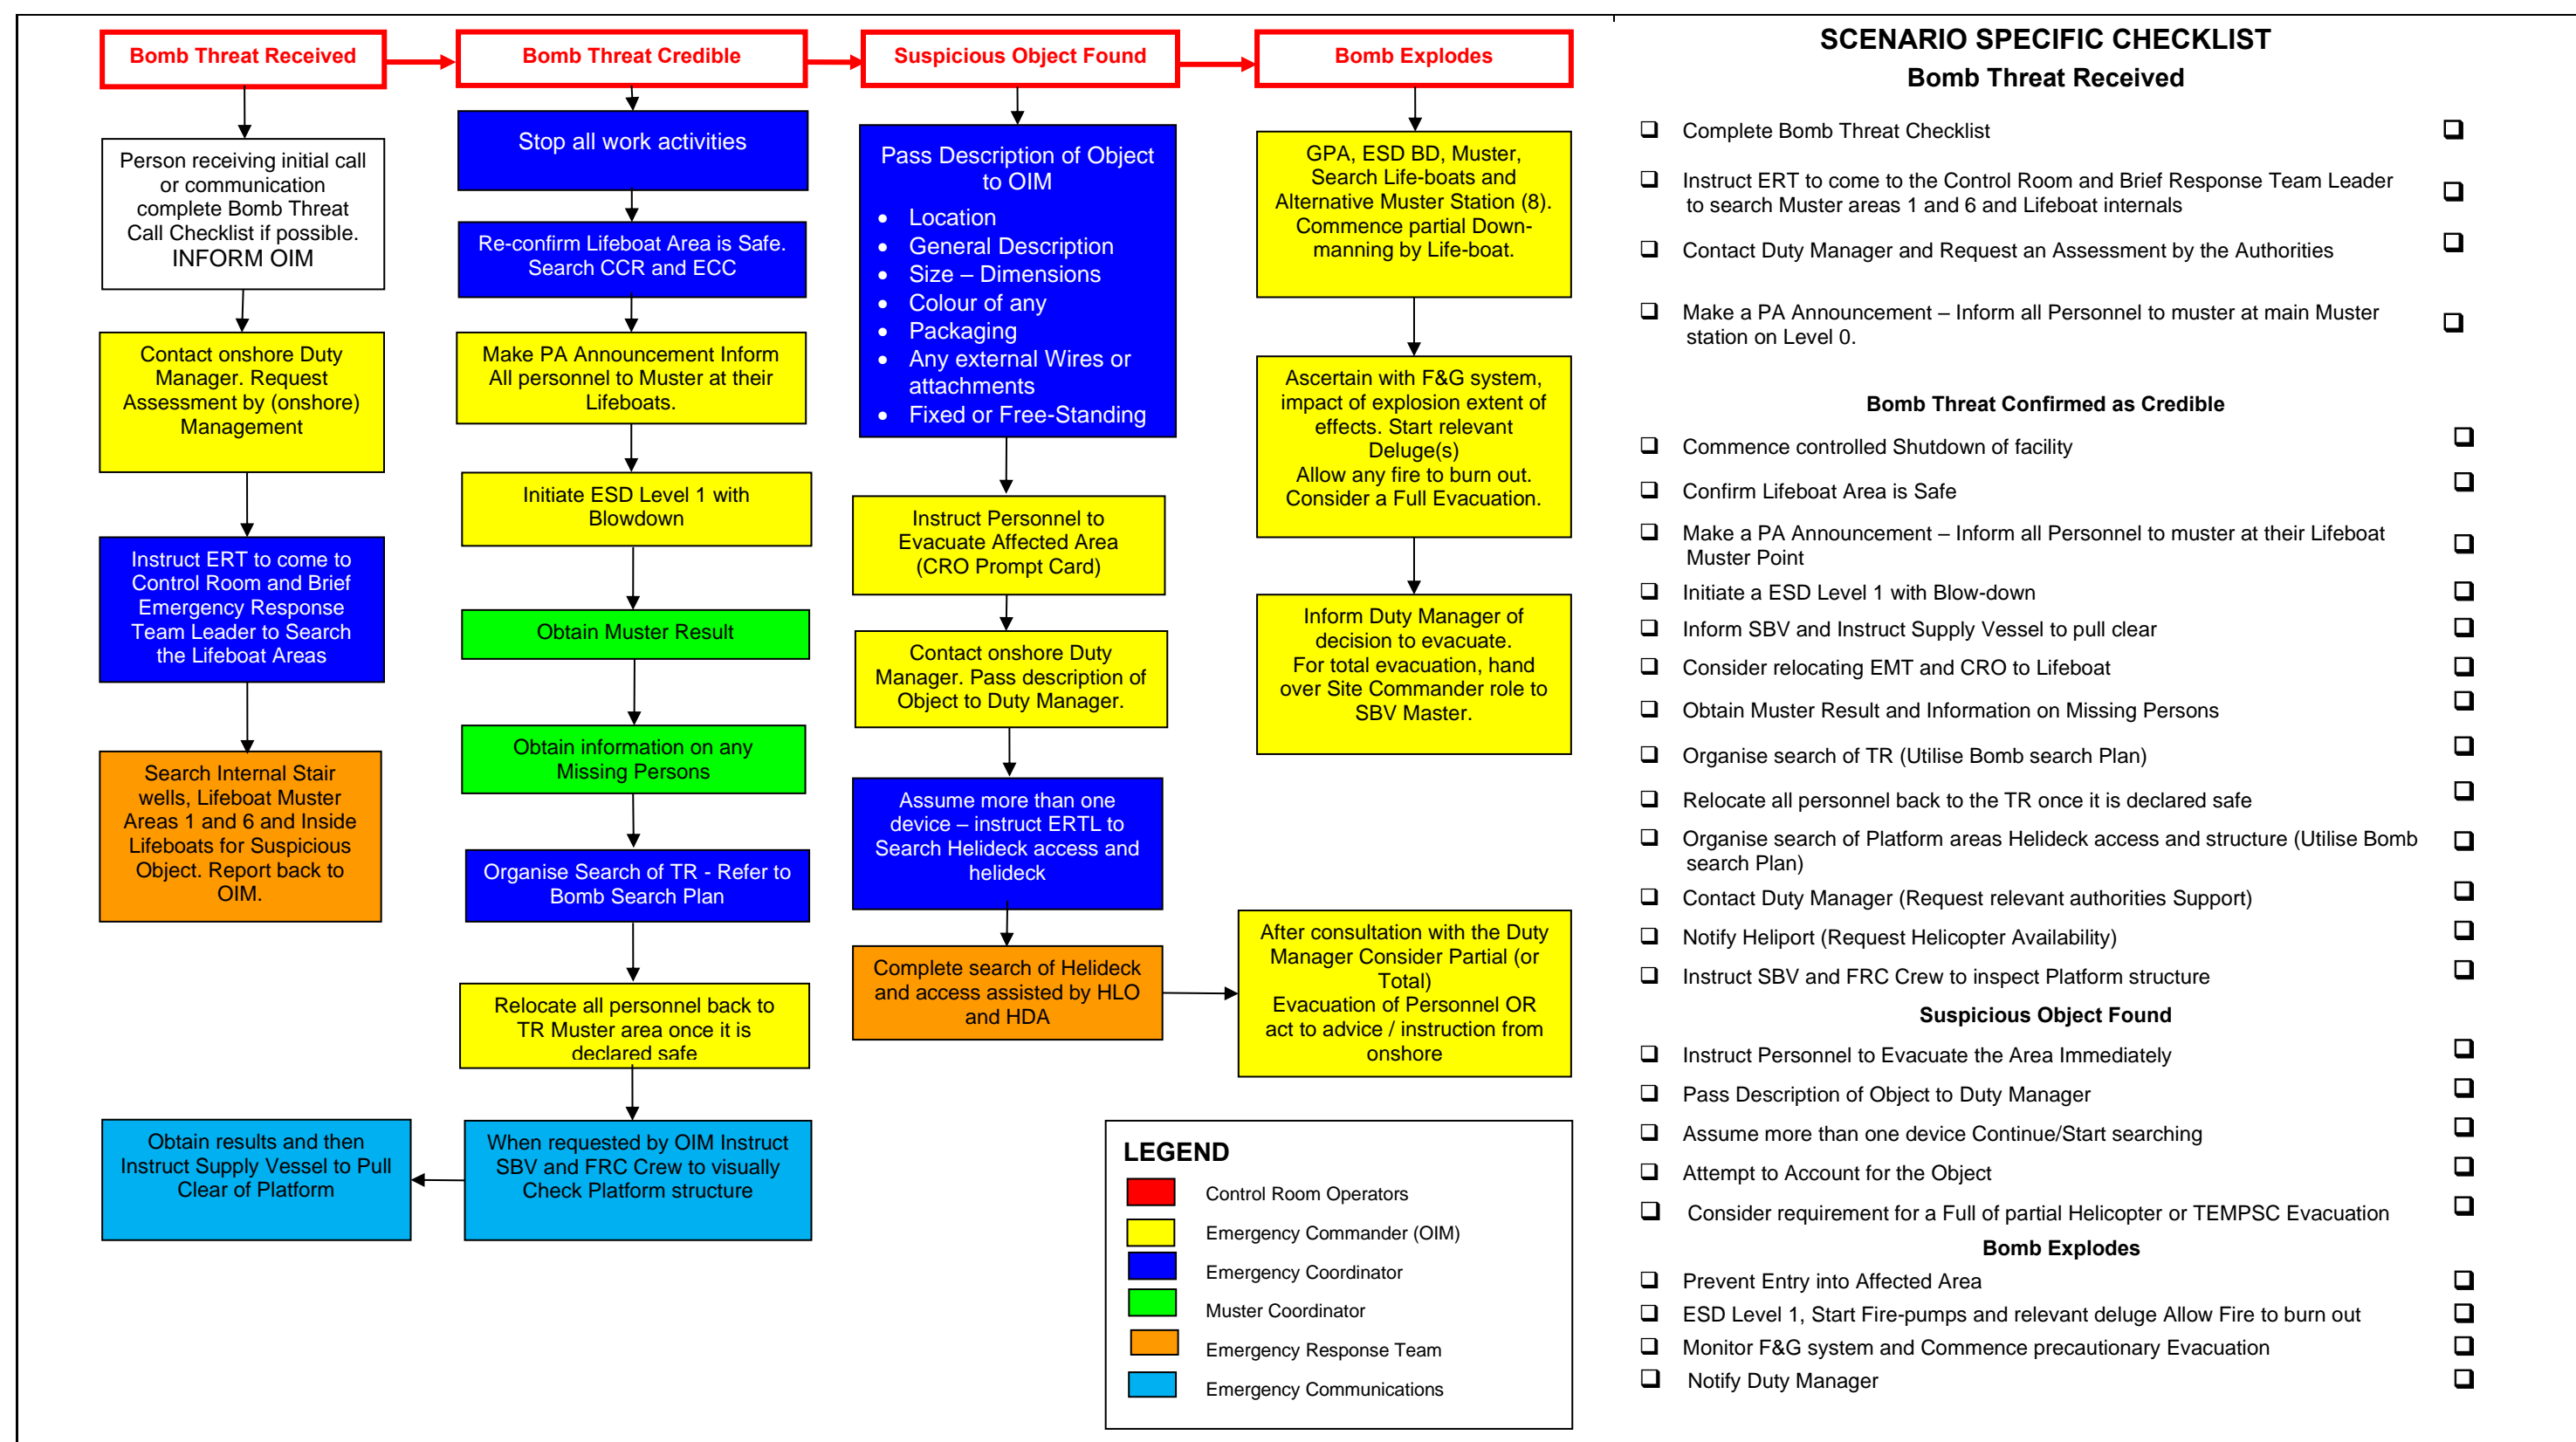 Bomb Threat Received
Person receiving initial call
or communication
complete Bomb Threat
Call Checklist if possible.
INFORM OIM
Contact onshore Duty
Manager. Request
Assessment by (onshore)
Management
Instruct ERT to come to
Control Room and Brief
Emergency Response
Team Leader to Search
the Lifeboat Areas
Search Internal Stair
wells, Lifeboat Muster
Areas 1 and 6 and Inside
Lifeboats for Suspicious
Object. Report back to
OIM.
Bomb Threat Credible
Stop all work activities
Re-confirm Lifeboat Area is Safe.
Search CCR and ECC
Make PA Announcement Inform
All personnel to Muster at their
Lifeboats.
Initiate ESD Level 1 with
Blowdown
Obtain Muster Result
Obtain information on any
Missing Persons
Organise Search of TR - Refer to
Bomb Search Plan
Relocate all personnel back to
TR Muster area once it is
declared safe
When requested by OIM Instruct
SBV and FRC Crew to visually
Check Platform structure
Obtain results and then
Instruct Supply Vessel to Pull
Clear of Platform
Suspicious Object Found
Pass Description of Object
to OIM
• Location
• General Description
• Size – Dimensions
• Colour of any
• Packaging
• Any external Wires or
attachments
• Fixed or Free-Standing
Instruct Personnel to
Evacuate Affected Area
(CRO Prompt Card)
Contact onshore Duty
Manager. Pass description of
Object to Duty Manager.
Assume more than one
device – instruct ERTL to
Search Helideck access and
helideck
Complete search of Helideck
and access assisted by HLO
and HDA
After consultation with the Duty
Manager Consider Partial (or
Total)
Evacuation of Personnel OR
act to advice / instruction from
onshore
Bomb Explodes
GPA, ESD BD, Muster,
Search Life-boats and
Alternative Muster Station (8).
Commence partial Down-
manning by Life-boat.
Ascertain with F&G system,
impact of explosion extent of
effects. Start relevant
Deluge(s)
Allow any fire to burn out.
Consider a Full Evacuation.
Inform Duty Manager of
decision to evacuate.
For total evacuation, hand
over Site Commander role to
SBV Master.
LEGEND
Control Room Operators
Emergency Commander (OIM)
Emergency Coordinator
Muster Coordinator
Emergency Response Team
Emergency Communications
SCENARIO SPECIFIC CHECKLIST
Bomb Threat Received
Complete Bomb Threat Checklist
Instruct ERT to come to the Control Room and Brief Response Team Leader
to search Muster areas 1 and 6 and Lifeboat internals
Contact Duty Manager and Request an Assessment by the Authorities
Make a PA Announcement – Inform all Personnel to muster at main Muster
station on Level 0.
Bomb Threat Confirmed as Credible
Commence controlled Shutdown of facility
Confirm Lifeboat Area is Safe
Make a PA Announcement – Inform all Personnel to muster at their Lifeboat
Muster Point
Initiate a ESD Level 1 with Blow-down
Inform SBV and Instruct Supply Vessel to pull clear
Consider relocating EMT and CRO to Lifeboat
Obtain Muster Result and Information on Missing Persons
Organise search of TR (Utilise Bomb search Plan)
Relocate all personnel back to the TR once it is declared safe
Organise search of Platform areas Helideck access and structure (Utilise Bomb
search Plan)
Contact Duty Manager (Request relevant authorities Support)
Notify Heliport (Request Helicopter Availability)
Instruct SBV and FRC Crew to inspect Platform structure
Suspicious Object Found
Instruct Personnel to Evacuate the Area Immediately
Pass Description of Object to Duty Manager
Assume more than one device Continue/Start searching
Attempt to Account for the Object
Consider requirement for a Full of partial Helicopter or TEMPSC Evacuation
Bomb Explodes
Prevent Entry into Affected Area
ESD Level 1, Start Fire-pumps and relevant deluge Allow Fire to burn out
Monitor F&G system and Commence precautionary Evacuation
Notify Duty Manager